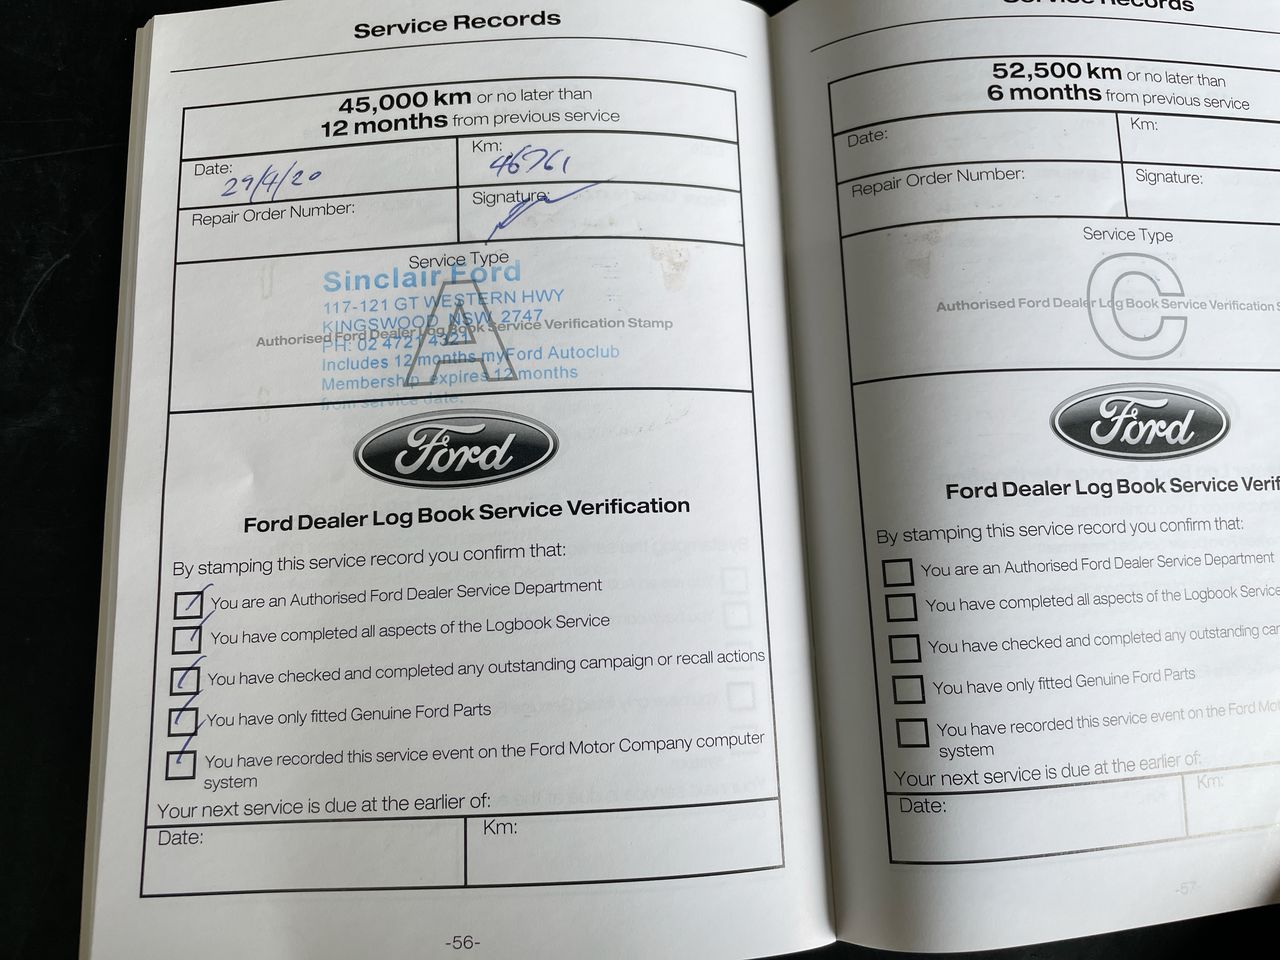 Service Records
45,000 km or no later than
12 months from previous service
Date:
29/4/20
Km:
46761
Repair Order Number:
Signature:
Service Type
A
Authorised Ford Dealer Log Book Service Verification Stamp
Sinclair Ford
117-121 GT WESTERN HWY
KINGSWOOD NSW 2747
PH: 02 4721 4321
Includes 12 months myFord Autoclub
Membership expires 12 months
from service date.
Ford
Ford Dealer Log Book Service Verification
By stamping this service record you confirm that:
You are an Authorised Ford Dealer Service Department
You have completed all aspects of the Logbook Service
You have checked and completed any outstanding campaign or recall actions
You have only fitted Genuine Ford Parts
You have recorded this service event on the Ford Motor Company computer
system
Your next service is due at the earlier of:
Date:
Km:
-56-
Service Records
52,500 km or no later than
6 months from previous service
Date:
Km:
Repair Order Number:
Signature:
Service Type
C
Authorised Ford Dealer Log Book Service Verification S
Ford
Ford Dealer Log Book Service Verif
By stamping this service record you confirm that:
You are an Authorised Ford Dealer Service Department
You have completed all aspects of the Logbook Service
You have checked and completed any outstanding cam
You have only fitted Genuine Ford Parts
You have recorded this service event on the Ford Mot
system
Your next service is due at the earlier of:
Date:
Km:
-57-